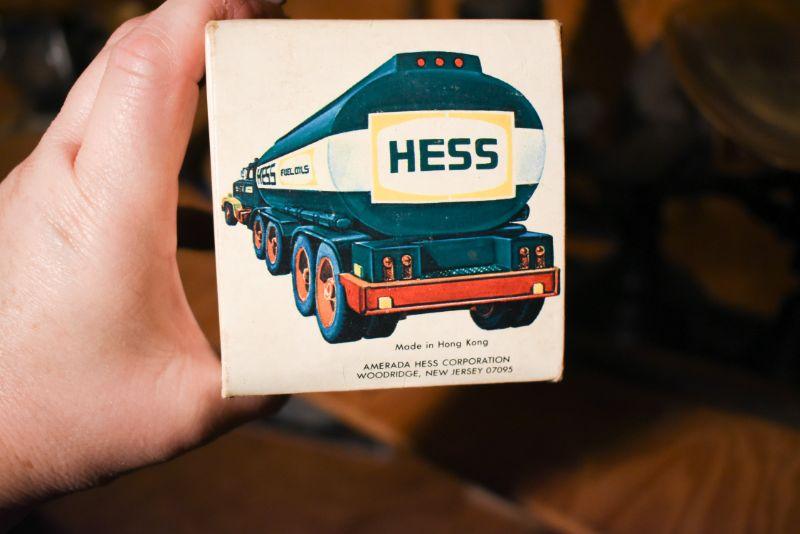 HESS
HESS FUEL OILS
Made in Hong Kong
AMERADA HESS CORPORATION
WOODRIDGE, NEW JERSEY 07095